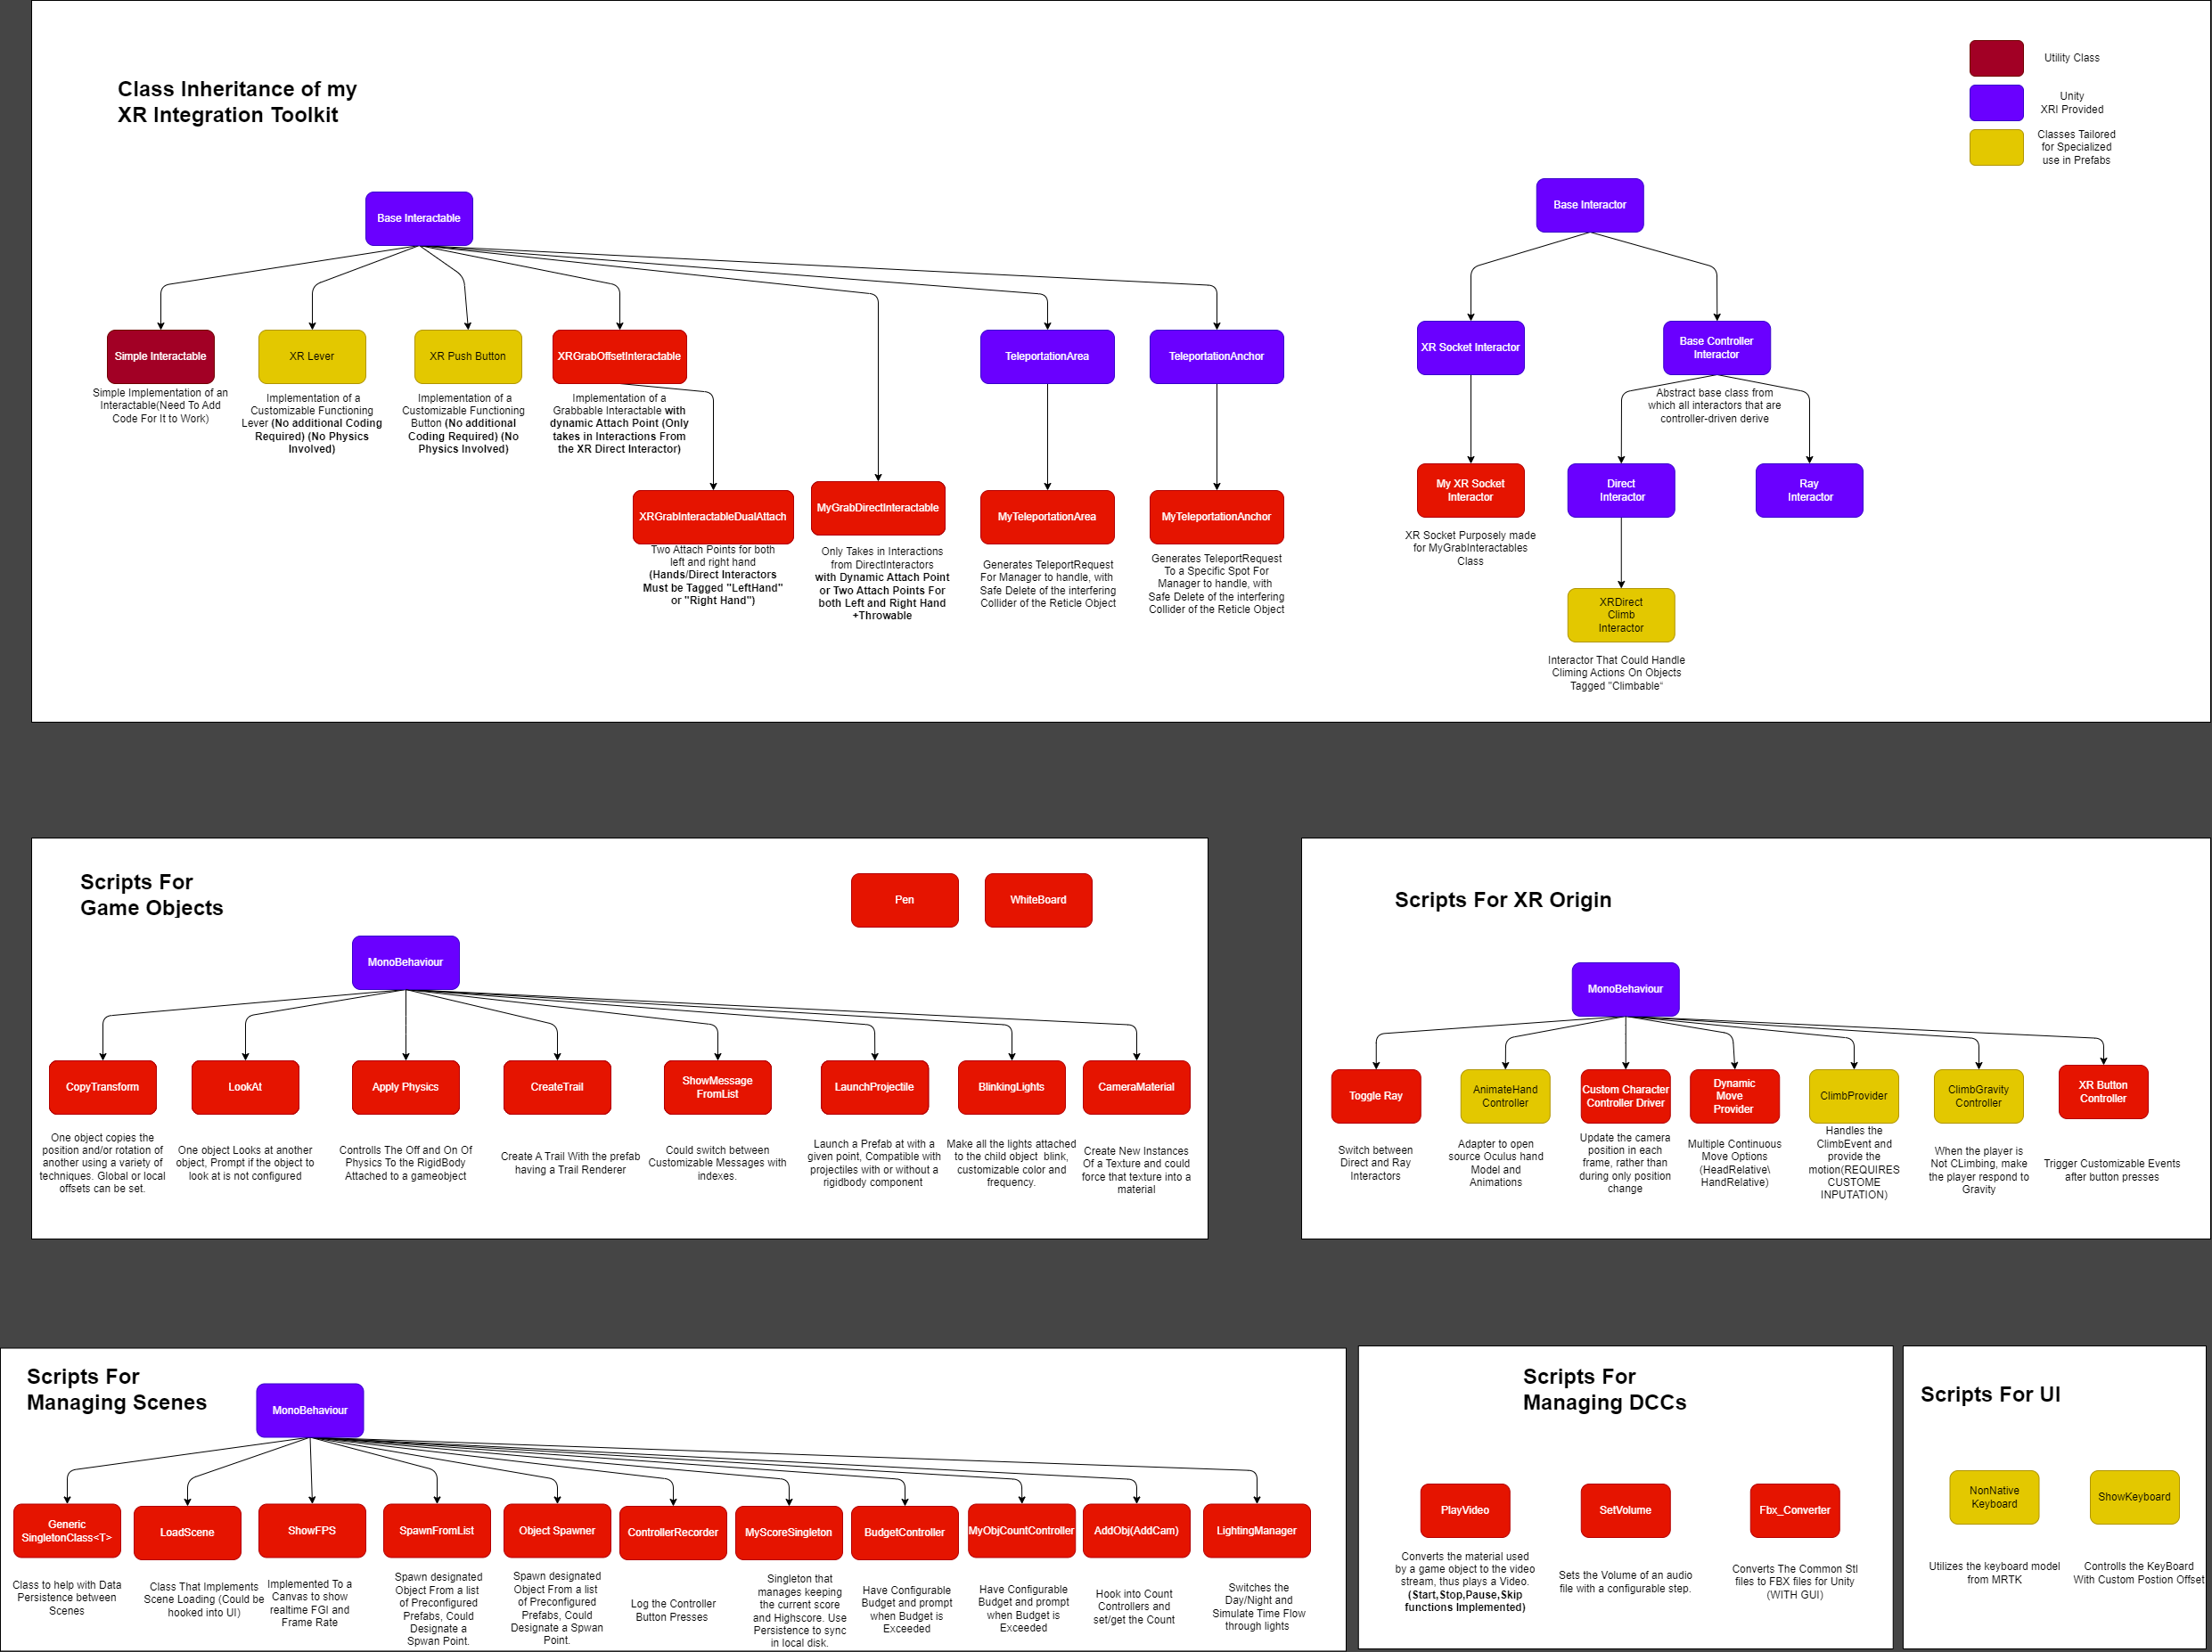 Class Inheritance of my
XR Integration Toolkit
Utility Class
Unity
XRI Provided
Classes Tailored
for Specialized
use in Prefabs
Base Interactable
Simple Interactable
Simple Implementation of an
Interactable(Need To Add
Code For It to Work)
XR Lever
Implementation of a
Customizable Functioning
Lever (No additional Coding
Required) (No Physics
Involved)
XR Push Button
Implementation of a
Customizable Functioning
Button (No additional
Coding Required) (No
Physics Involved)
XRGrabOffsetInteractable
Implementation of a
Grabbable Interactable with
dynamic Attach Point (Only
takes in Interactions From
the XR Direct Interactor)
XRGrabInteractableDualAttach
Two Attach Points for both
left and right hand
(Hands/Direct Interactors
Must be Tagged "LeftHand"
or "Right Hand")
MyGrabDirectInteractable
Only Takes in Interactions
from DirectInteractors
with Dynamic Attach Point
or Two Attach Points For
both Left and Right Hand
+Throwable
TeleportationArea
MyTeleportationArea
Generates TeleportRequest
For Manager to handle, with
Safe Delete of the interfering
Collider of the Reticle Object
TeleportationAnchor
MyTeleportationAnchor
Generates TeleportRequest
To a Specific Spot For
Manager to handle, with
Safe Delete of the interfering
Collider of the Reticle Object
Base Interactor
XR Socket Interactor
My XR Socket
Interactor
XR Socket Purposely made
for MyGrabInteractables
Class
Base Controller
Interactor
Abstract base class from
which all interactors that are
controller-driven derive
Direct
Interactor
Ray
Interactor
XRDirect
Climb
Interactor
Interactor That Could Handle
Climing Actions On Objects
Tagged "Climbable“
Scripts For
Game Objects
Pen
WhiteBoard
MonoBehaviour
CopyTransform
One object copies the
position and/or rotation of
another using a variety of
techniques. Global or local
offsets can be set.
LookAt
One object Looks at another
object, Prompt if the object to
look at is not configured
Apply Physics
Controlls The Off and On Of
Physics To the RigidBody
Attached to a gameobject
CreateTrail
Create A Trail With the prefab
having a Trail Renderer
ShowMessage
FromList
Could switch between
Customizable Messages with
indexes.
LaunchProjectile
Launch a Prefab at with a
given point, Compatible with
projectiles with or without a
rigidbody component
BlinkingLights
Make all the lights attached
to the child object  blink,
customizable color and
frequency.
CameraMaterial
Create New Instances
Of a Texture and could
force that texture into a
material
Scripts For XR Origin
MonoBehaviour
Toggle Ray
Switch between
Direct and Ray
Interactors
AnimateHand
Controller
Adapter to open
source Oculus hand
Model and
Animations
Custom Character
Controller Driver
Update the camera
position in each
frame, rather than
during only position
change
Dynamic
Move
Provider
Multiple Continuous
Move Options
(HeadRelative\
HandRelative)
ClimbProvider
Handles the
ClimbEvent and
provide the
motion(REQUIRES
CUSTOME
INPUTATION)
ClimbGravity
Controller
When the player is
Not CLimbing, make
the player respond to
Gravity
XR Button
Controller
Trigger Customizable Events
after button presses
Scripts For
Managing Scenes
MonoBehaviour
Generic
SingletonClass<T>
Class to help with Data
Persistence between
Scenes
LoadScene
Class That Implements
Scene Loading (Could be
hooked into UI)
ShowFPS
Implemented To a
Canvas to show
realtime FGI and
Frame Rate
SpawnFromList
Spawn designated
Object From a list
of Preconfigured
Prefabs, Could
Designate a
Spwan Point.
Object Spawner
Spawn designated
Object From a list
of Preconfigured
Prefabs, Could
Designate a Spwan
Point.
ControllerRecorder
Log the Controller
Button Presses
MyScoreSingleton
Singleton that
manages keeping
the current score
and Highscore. Use
Persistence to sync
in local disk.
BudgetController
Have Configurable
Budget and prompt
when Budget is
Exceeded
MyObjCountController
Have Configurable
Budget and prompt
when Budget is
Exceeded
AddObj(AddCam)
Hook into Count
Controllers and
set/get the Count
LightingManager
Switches the
Day/Night and
Simulate Time Flow
through lights
Scripts For
Managing DCCs
PlayVideo
Converts the material used
by a game object to the video
stream, thus plays a Video.
(Start,Stop,Pause,Skip
functions Implemented)
SetVolume
Sets the Volume of an audio
file with a configurable step.
Fbx_Converter
Converts The Common Stl
files to FBX files for Unity
(WITH GUI)
Scripts For UI
NonNative
Keyboard
Utilizes the keyboard model
from MRTK
ShowKeyboard
Controlls the KeyBoard
With Custom Postion Offset